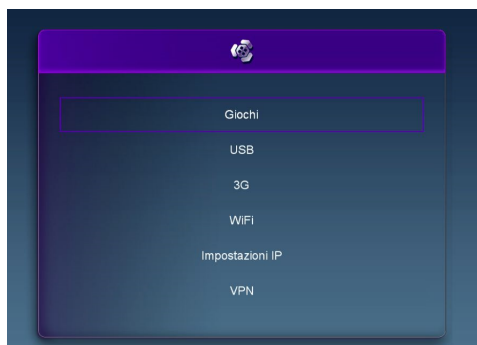 Giochi
USB
3G
WiFi
Impostazioni IP
VPN